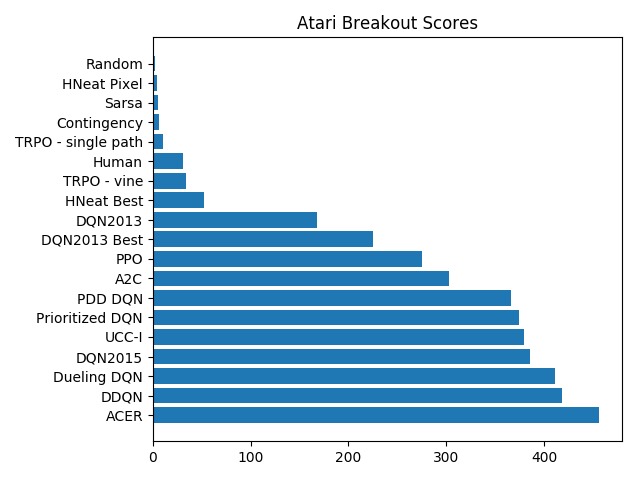 Atari Breakout Scores
Random
HNeat Pixel
Sarsa
Contingency
TRPO - single path
Human
TRPO - vine
HNeat Best
DQN2013
DQN2013 Best
PPO
A2C
PDD DQN
Prioritized DQN
UCC-I
DQN2015
Dueling DQN
DDQN
ACER
0 100 200 300 400